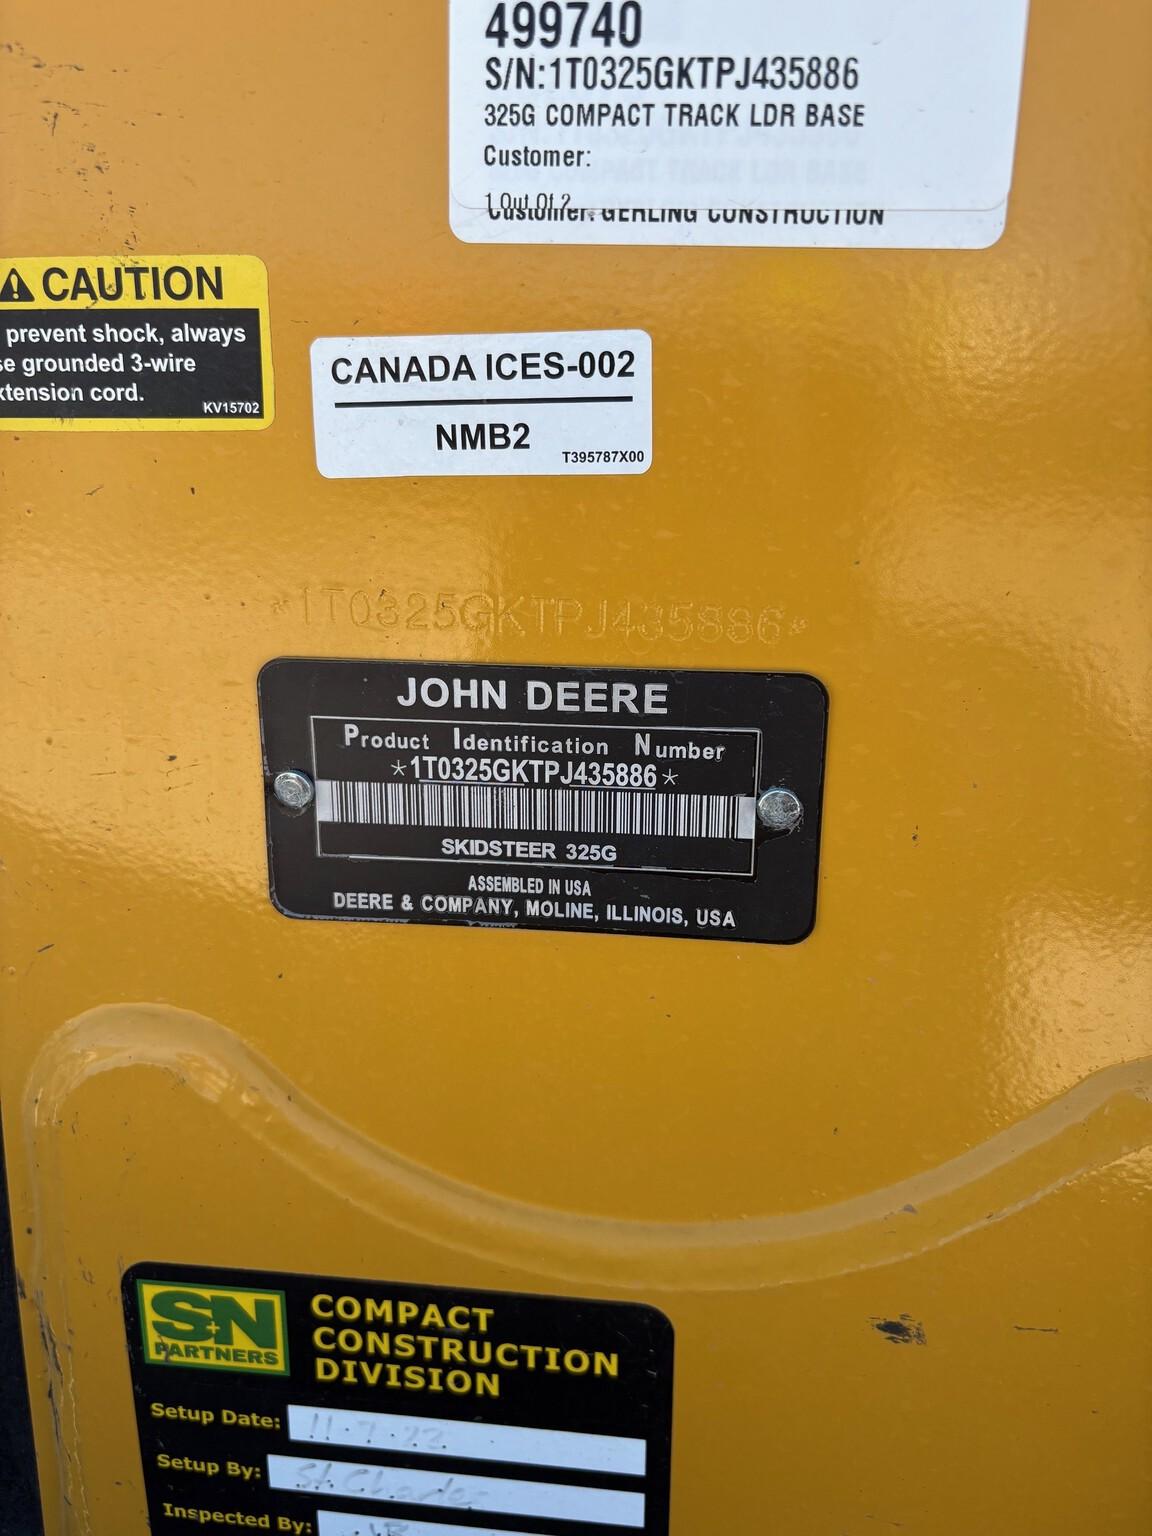 499740
S/N:1T0325GKTPJ435886
325G COMPACT TRACK LDR BASE
Customer:
1 Out Of 2
Customer: GERLING CONSTRUCTION
CAUTION
prevent shock, always
se grounded 3-wire
xtension cord.
KV15702
CANADA ICES-002
NMB2
T395787X00
*1T0325GKTPJ435886*
JOHN DEERE
Product Identification Number
*1T0325GKTPJ435886*
SKIDSTEER 325G
ASSEMBLED IN USA
DEERE & COMPANY, MOLINE, ILLINOIS, USA
S+N
PARTNERS
COMPACT
CONSTRUCTION
DIVISION
Setup Date: 11-7-23
Setup By: St. Charles
Inspected By: